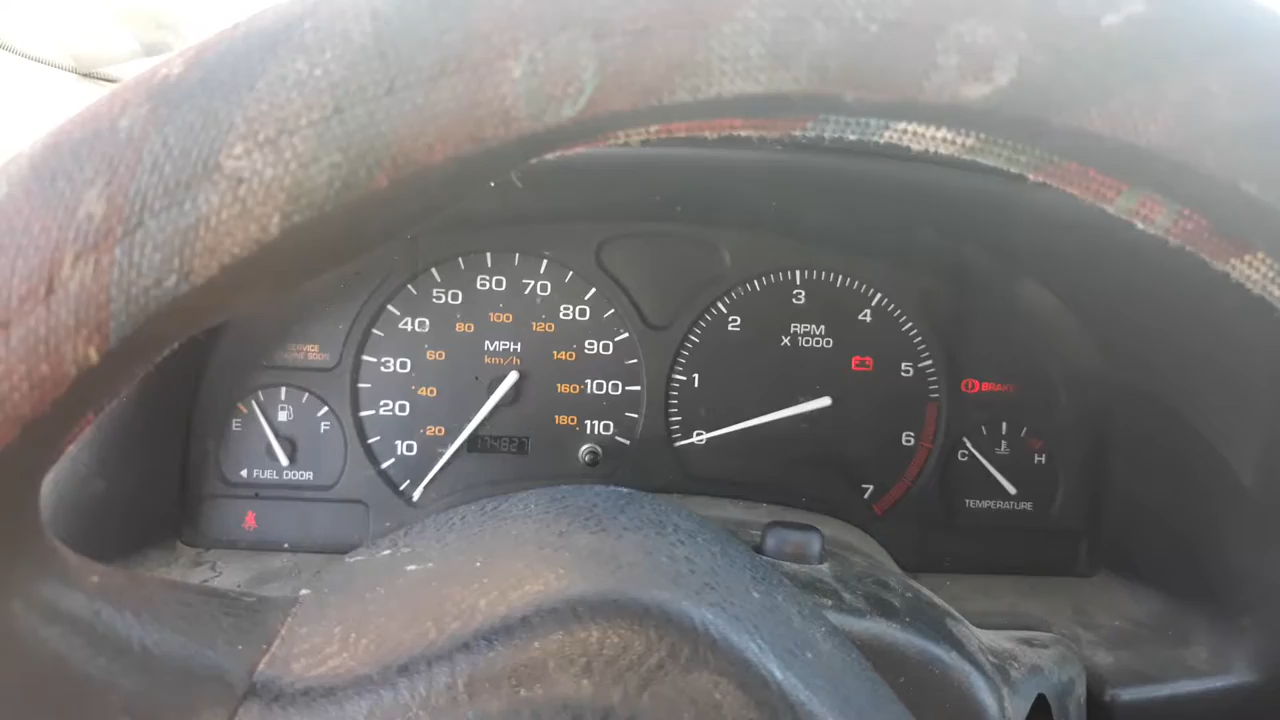 SERVICE
ENGINE SOON
E
F
FUEL DOOR
10
20
30
40
50
60
70
80
90
100
110
20
40
60
80
100
120
140
160
180
MPH
km/h
174827
0
1
2
3
4
5
6
7
RPM
X 1000
BRAKE
C
H
TEMPERATURE